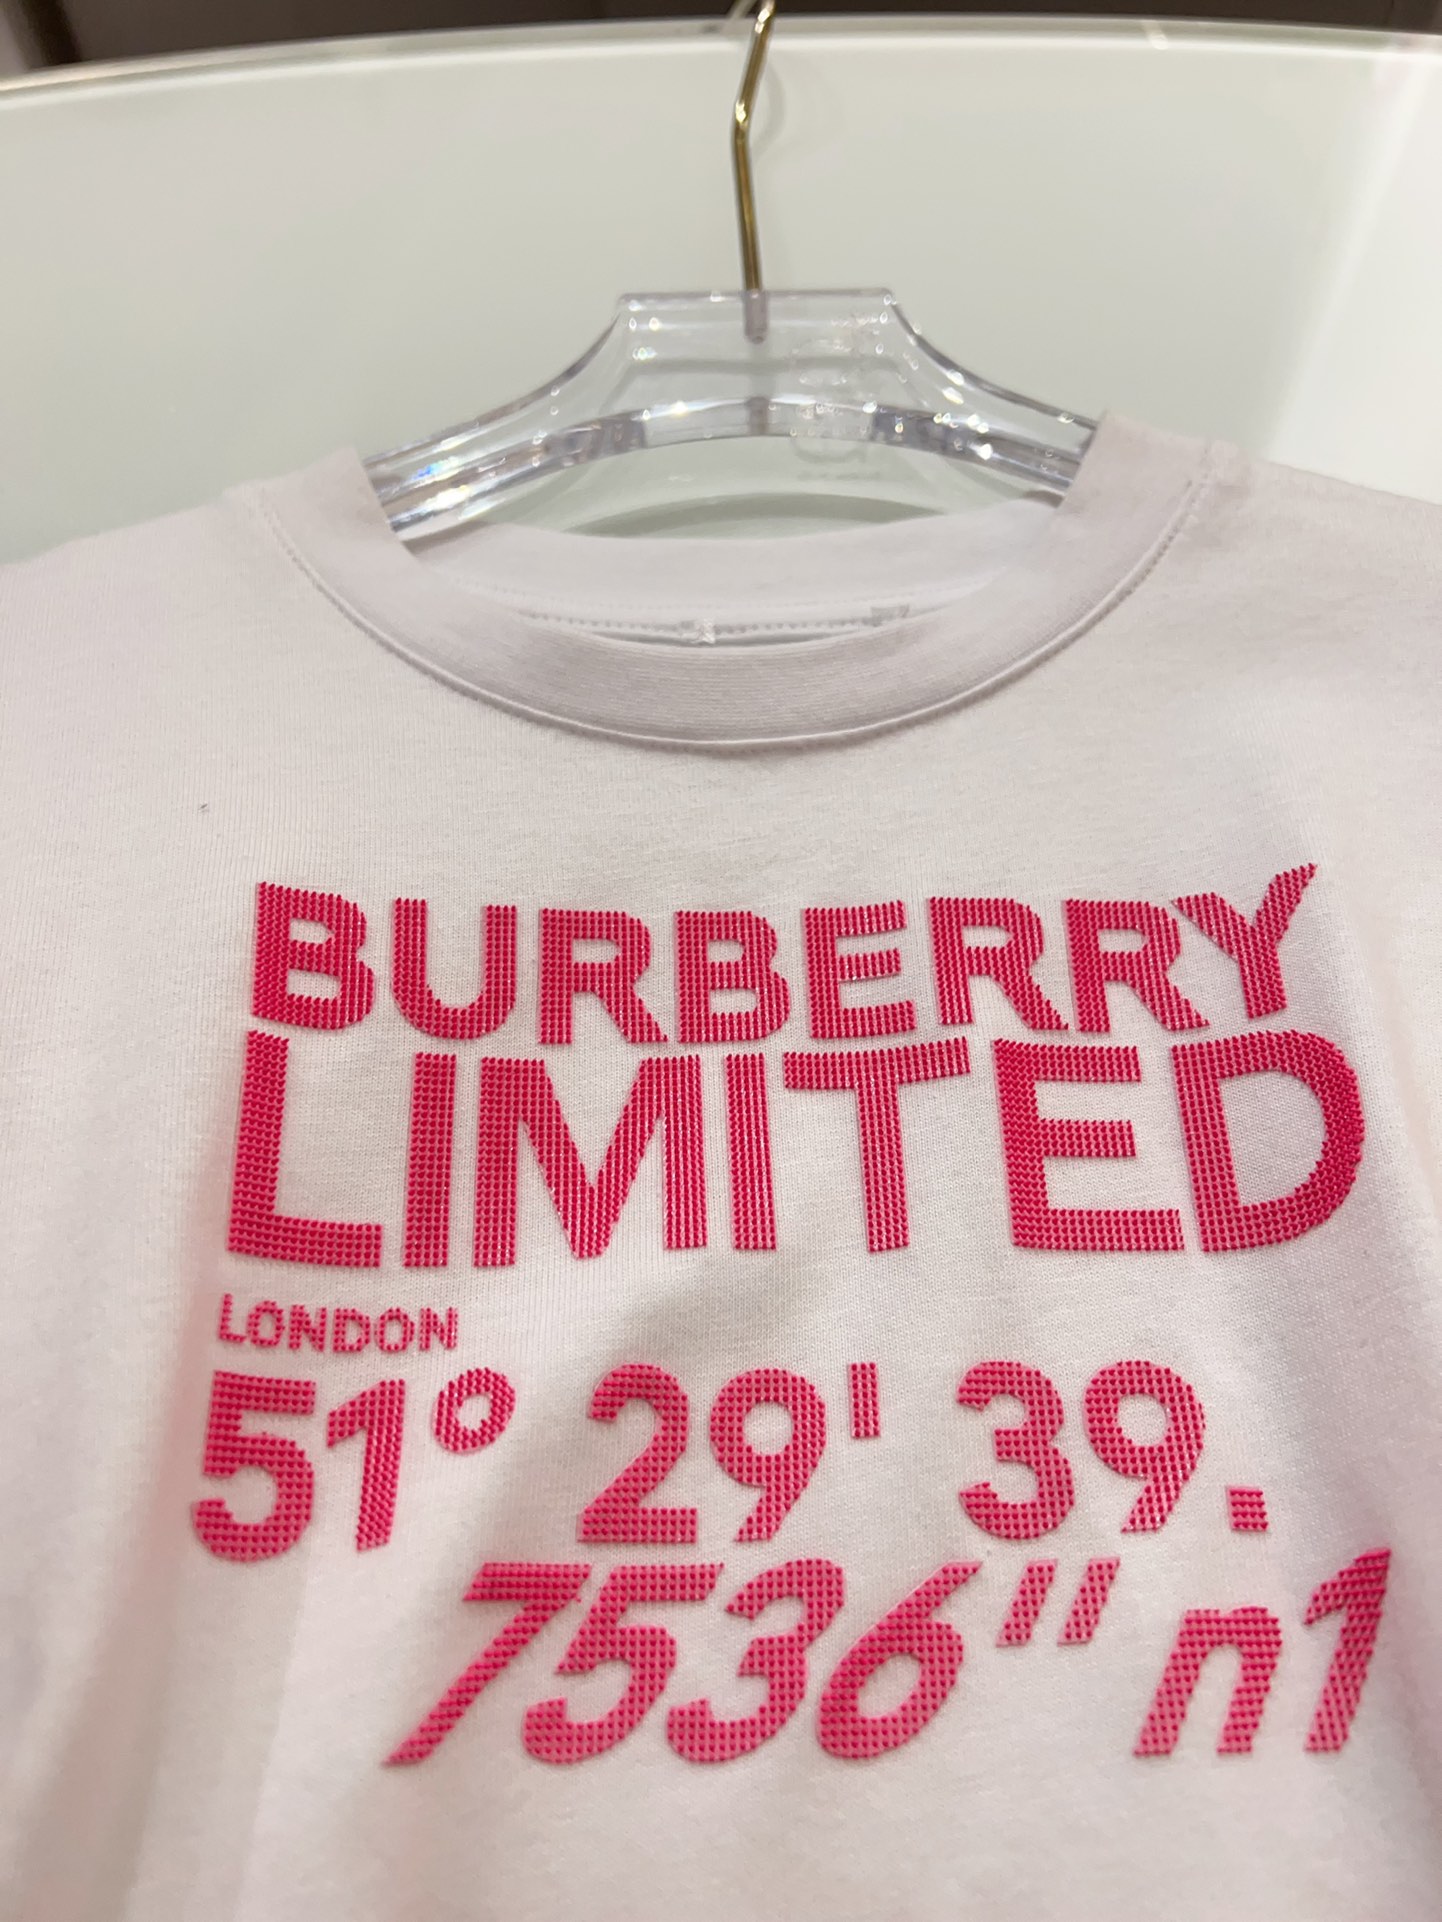 BURBERRY
LIMITED
LONDON
51° 29' 39.
7536" n1